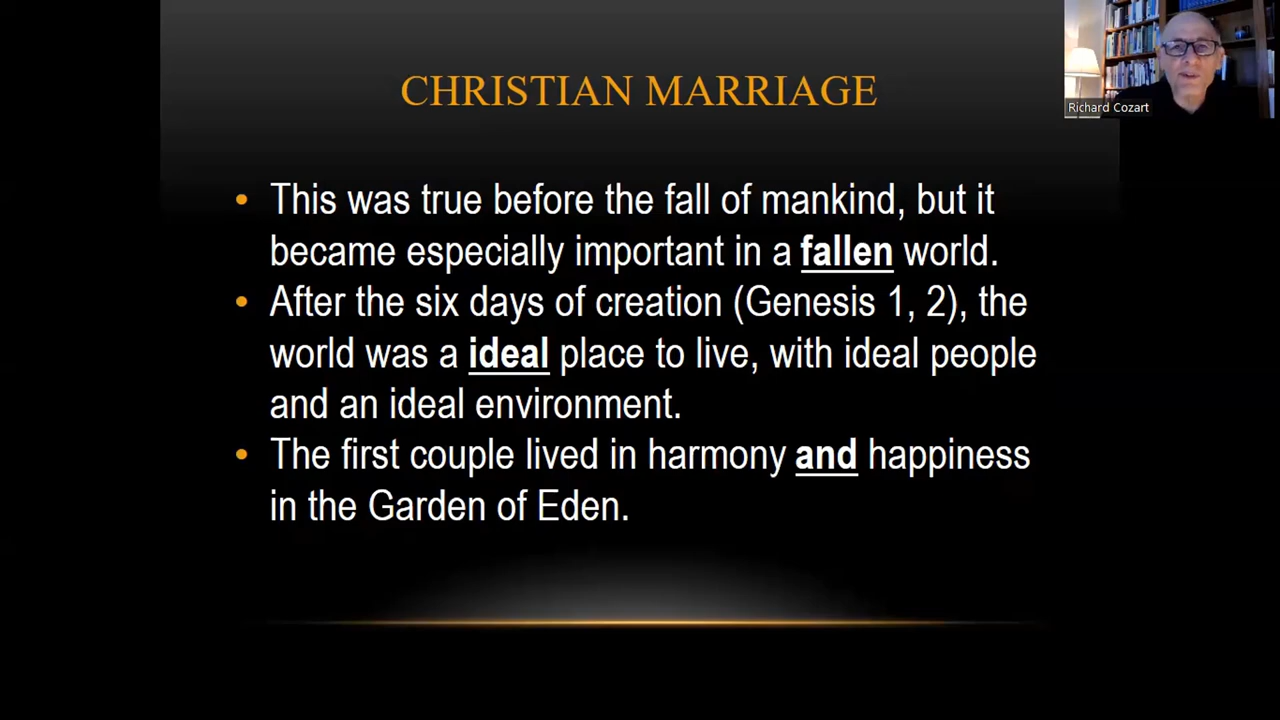 CHRISTIAN MARRIAGE
Richard Cozart
• This was true before the fall of mankind, but it
became especially important in a fallen world.
• After the six days of creation (Genesis 1, 2), the
world was a ideal place to live, with ideal people
and an ideal environment.
• The first couple lived in harmony and happiness
in the Garden of Eden.